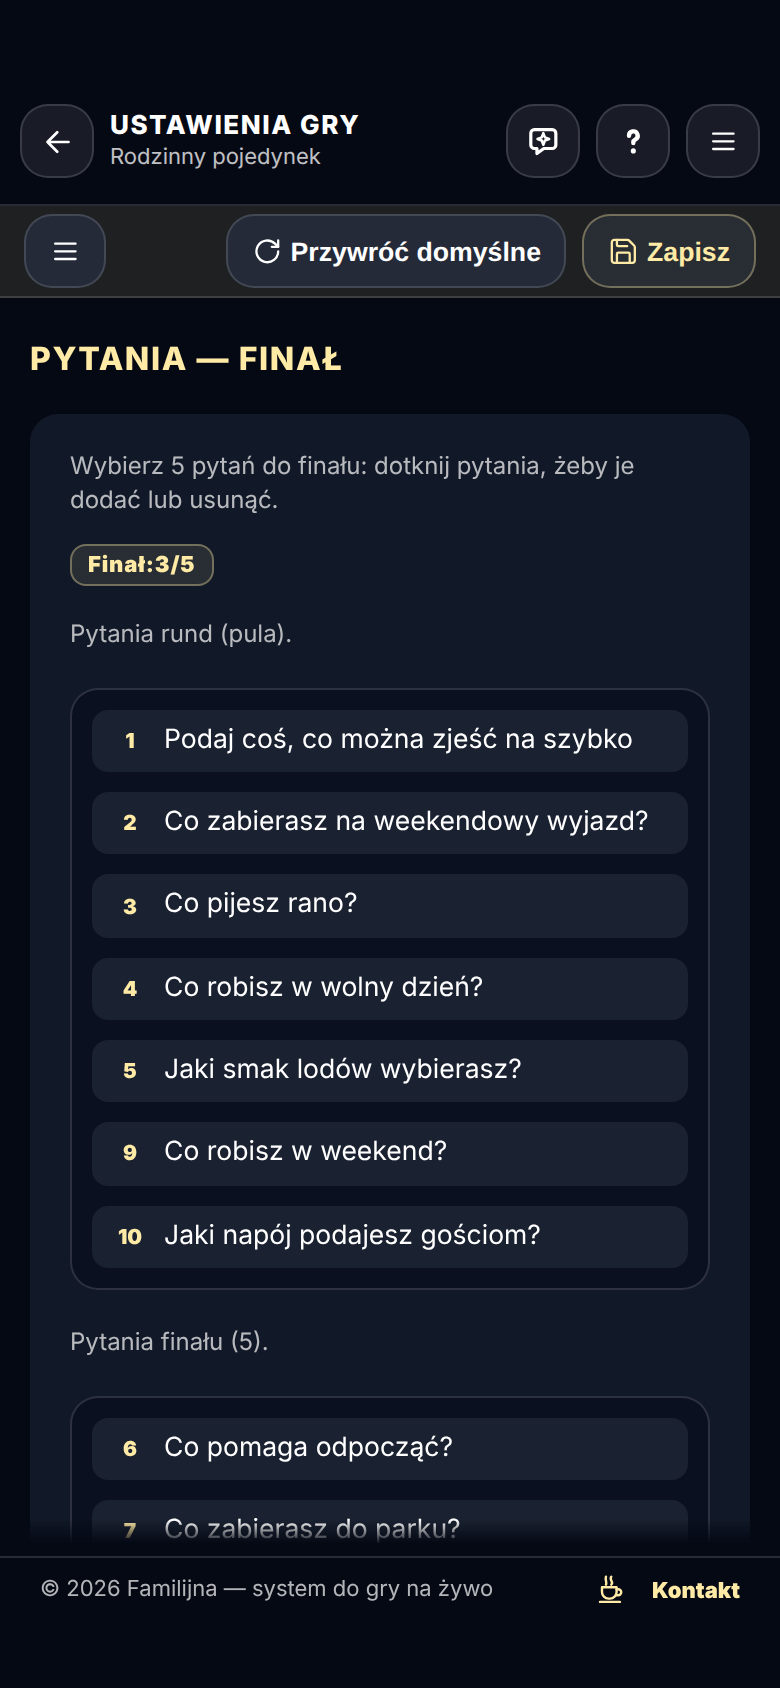 USTAWIENIA GRY
Rodzinny pojedynek
Przywróć domyślne
Zapisz
PYTANIA — FINAŁ
Wybierz 5 pytań do finału: dotknij pytania, żeby je
dodać lub usunąć.
Finał:3/5
Pytania rund (pula).
1 Podaj coś, co można zjeść na szybko
2 Co zabierasz na weekendowy wyjazd?
3 Co pijesz rano?
4 Co robisz w wolny dzień?
5 Jaki smak lodów wybierasz?
9 Co robisz w weekend?
10 Jaki napój podajesz gościom?
Pytania finału (5).
6 Co pomaga odpocząć?
7 Co zabierasz do parku?
© 2026 Familijna — system do gry na żywo
Kontakt